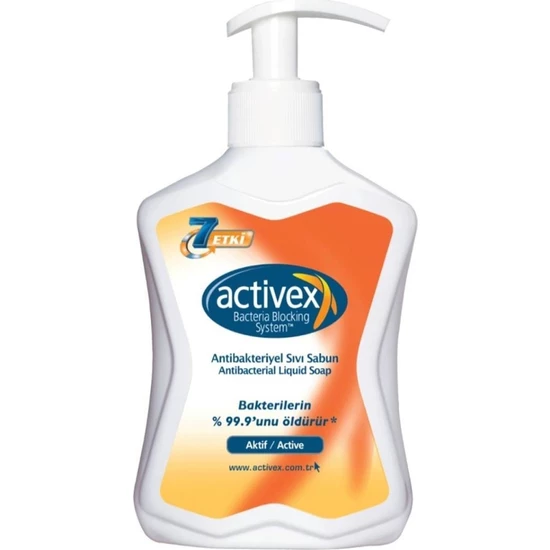 7
ETKİ
activex
Bacteria Blocking
System™
Antibakteriyel Sıvı Sabun
Antibacterial Liquid Soap
Bakterilerin
% 99.9'unu öldürür*
Aktif / Active
www.activex.com.tr